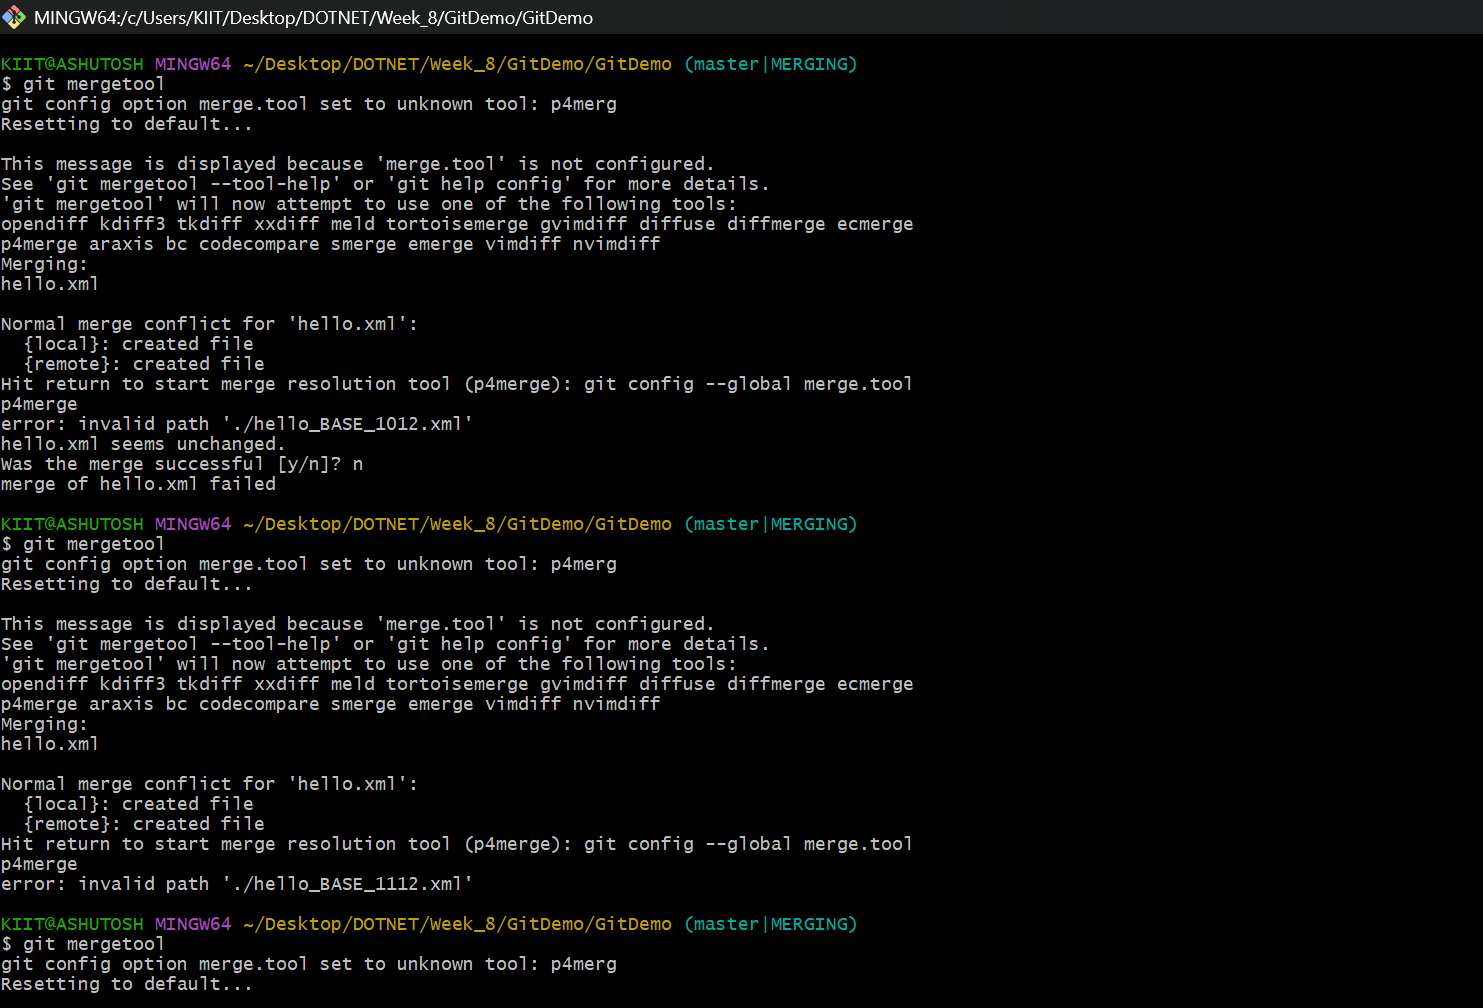 MINGW64:/c/Users/KIIT/Desktop/DOTNET/Week_8/GitDemo/GitDemo
KIIT@ASHUTOSH MINGW64 ~/Desktop/DOTNET/Week_8/GitDemo/GitDemo (master|MERGING)
$ git mergetool
git config option merge.tool set to unknown tool: p4merg
Resetting to default...
This message is displayed because 'merge.tool' is not configured.
See 'git mergetool --tool-help' or 'git help config' for more details.
'git mergetool' will now attempt to use one of the following tools:
opendiff kdiff3 tkdiff xxdiff meld tortoisemerge gvimdiff diffuse diffmerge ecmerge
p4merge araxis bc codecompare smerge emerge vimdiff nvimdiff
Merging:
hello.xml
Normal merge conflict for 'hello.xml':
  {local}: created file
  {remote}: created file
Hit return to start merge resolution tool (p4merge): git config --global merge.tool
p4merge
error: invalid path './hello_BASE_1012.xml'
hello.xml seems unchanged.
Was the merge successful [y/n]? n
merge of hello.xml failed
KIIT@ASHUTOSH MINGW64 ~/Desktop/DOTNET/Week_8/GitDemo/GitDemo (master|MERGING)
$ git mergetool
git config option merge.tool set to unknown tool: p4merg
Resetting to default...
This message is displayed because 'merge.tool' is not configured.
See 'git mergetool --tool-help' or 'git help config' for more details.
'git mergetool' will now attempt to use one of the following tools:
opendiff kdiff3 tkdiff xxdiff meld tortoisemerge gvimdiff diffuse diffmerge ecmerge
p4merge araxis bc codecompare smerge emerge vimdiff nvimdiff
Merging:
hello.xml
Normal merge conflict for 'hello.xml':
  {local}: created file
  {remote}: created file
Hit return to start merge resolution tool (p4merge): git config --global merge.tool
p4merge
error: invalid path './hello_BASE_1112.xml'
KIIT@ASHUTOSH MINGW64 ~/Desktop/DOTNET/Week_8/GitDemo/GitDemo (master|MERGING)
$ git mergetool
git config option merge.tool set to unknown tool: p4merg
Resetting to default...